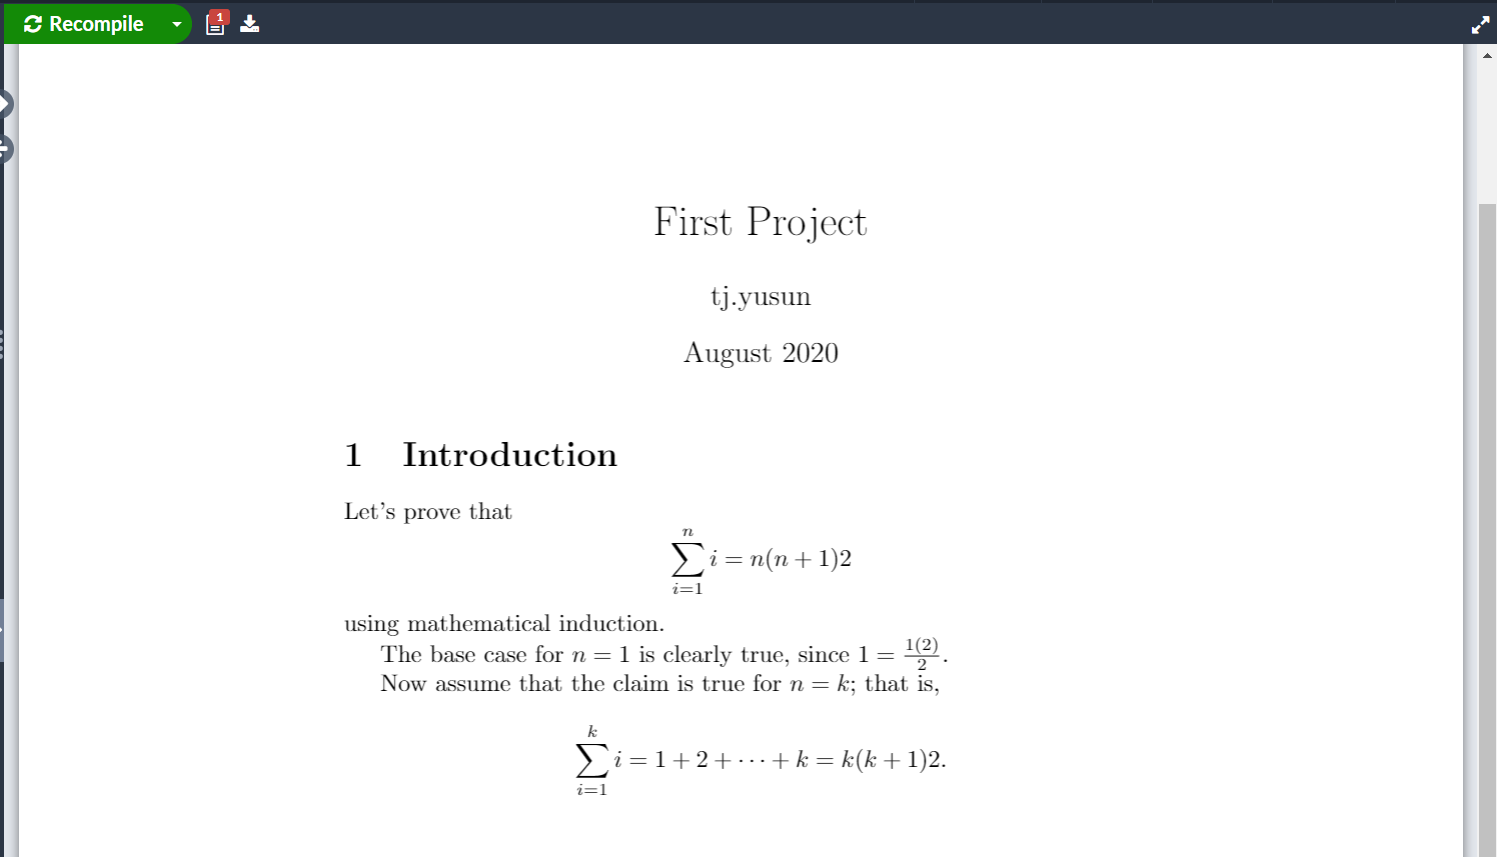 Recompile
1
First Project
tj.yusun
August 2020
1 Introduction
Let's prove that
\sum_{i=1}^{n} i = n(n + 1)2
using mathematical induction.
The base case for n = 1 is clearly true, since 1 = \frac{1(2)}{2}.
Now assume that the claim is true for n = k; that is,
\sum_{i=1}^{k} i = 1 + 2 + ⋯ + k = k(k + 1)2.